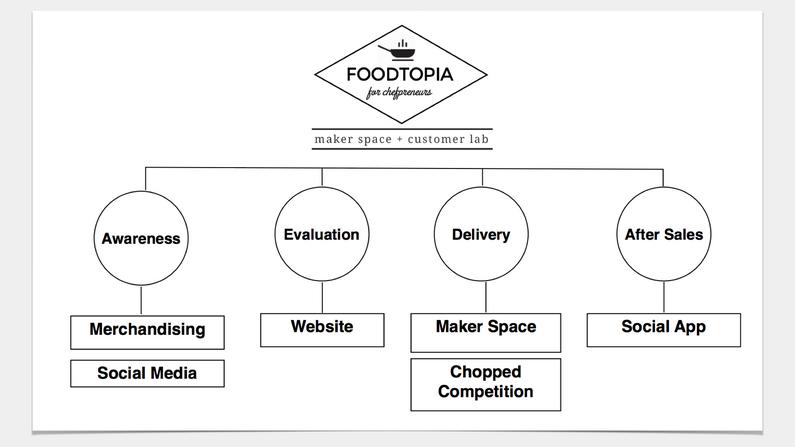 FOODTOPIA
for chefpreneurs
maker space + customer lab
Awareness
Evaluation
Delivery
After Sales
Merchandising
Website
Maker Space
Social App
Social Media
Chopped
Competition